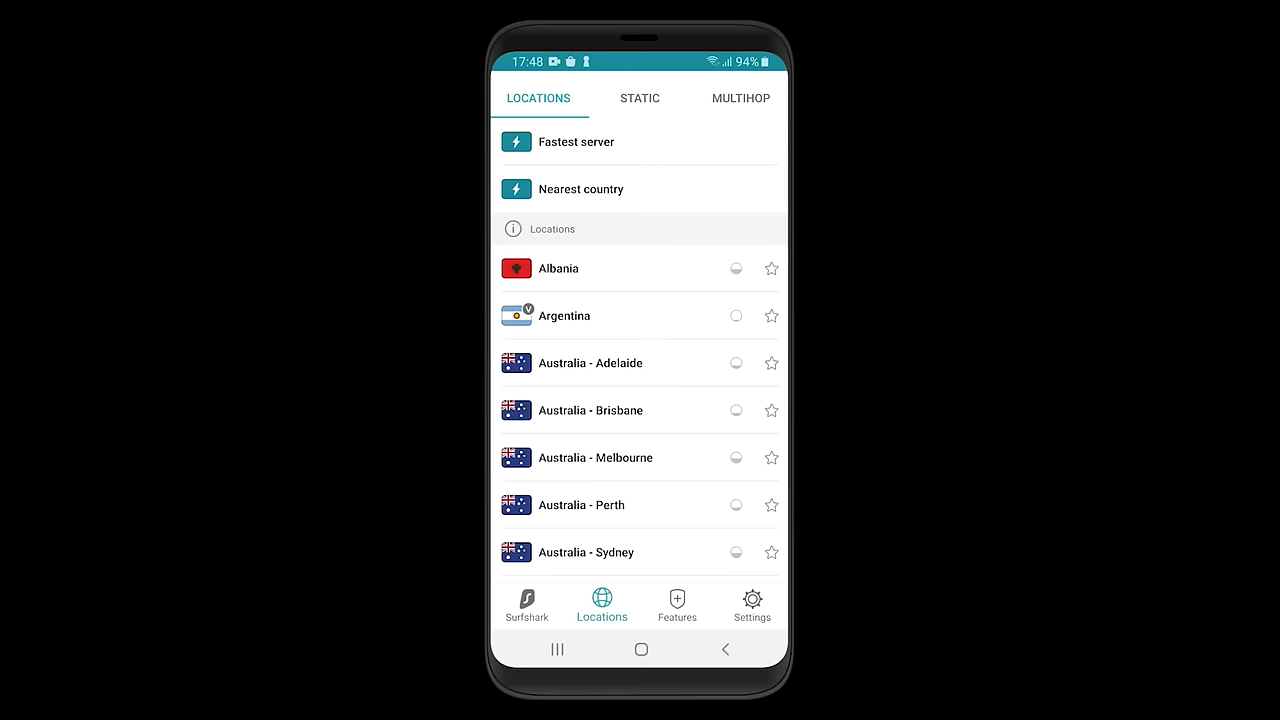 17:48 94%
LOCATIONS STATIC MULTIHOP
Fastest server
Nearest country
Locations
Albania
V
Argentina
Australia - Adelaide
Australia - Brisbane
Australia - Melbourne
Australia - Perth
Australia - Sydney
Surfshark Locations Features Settings